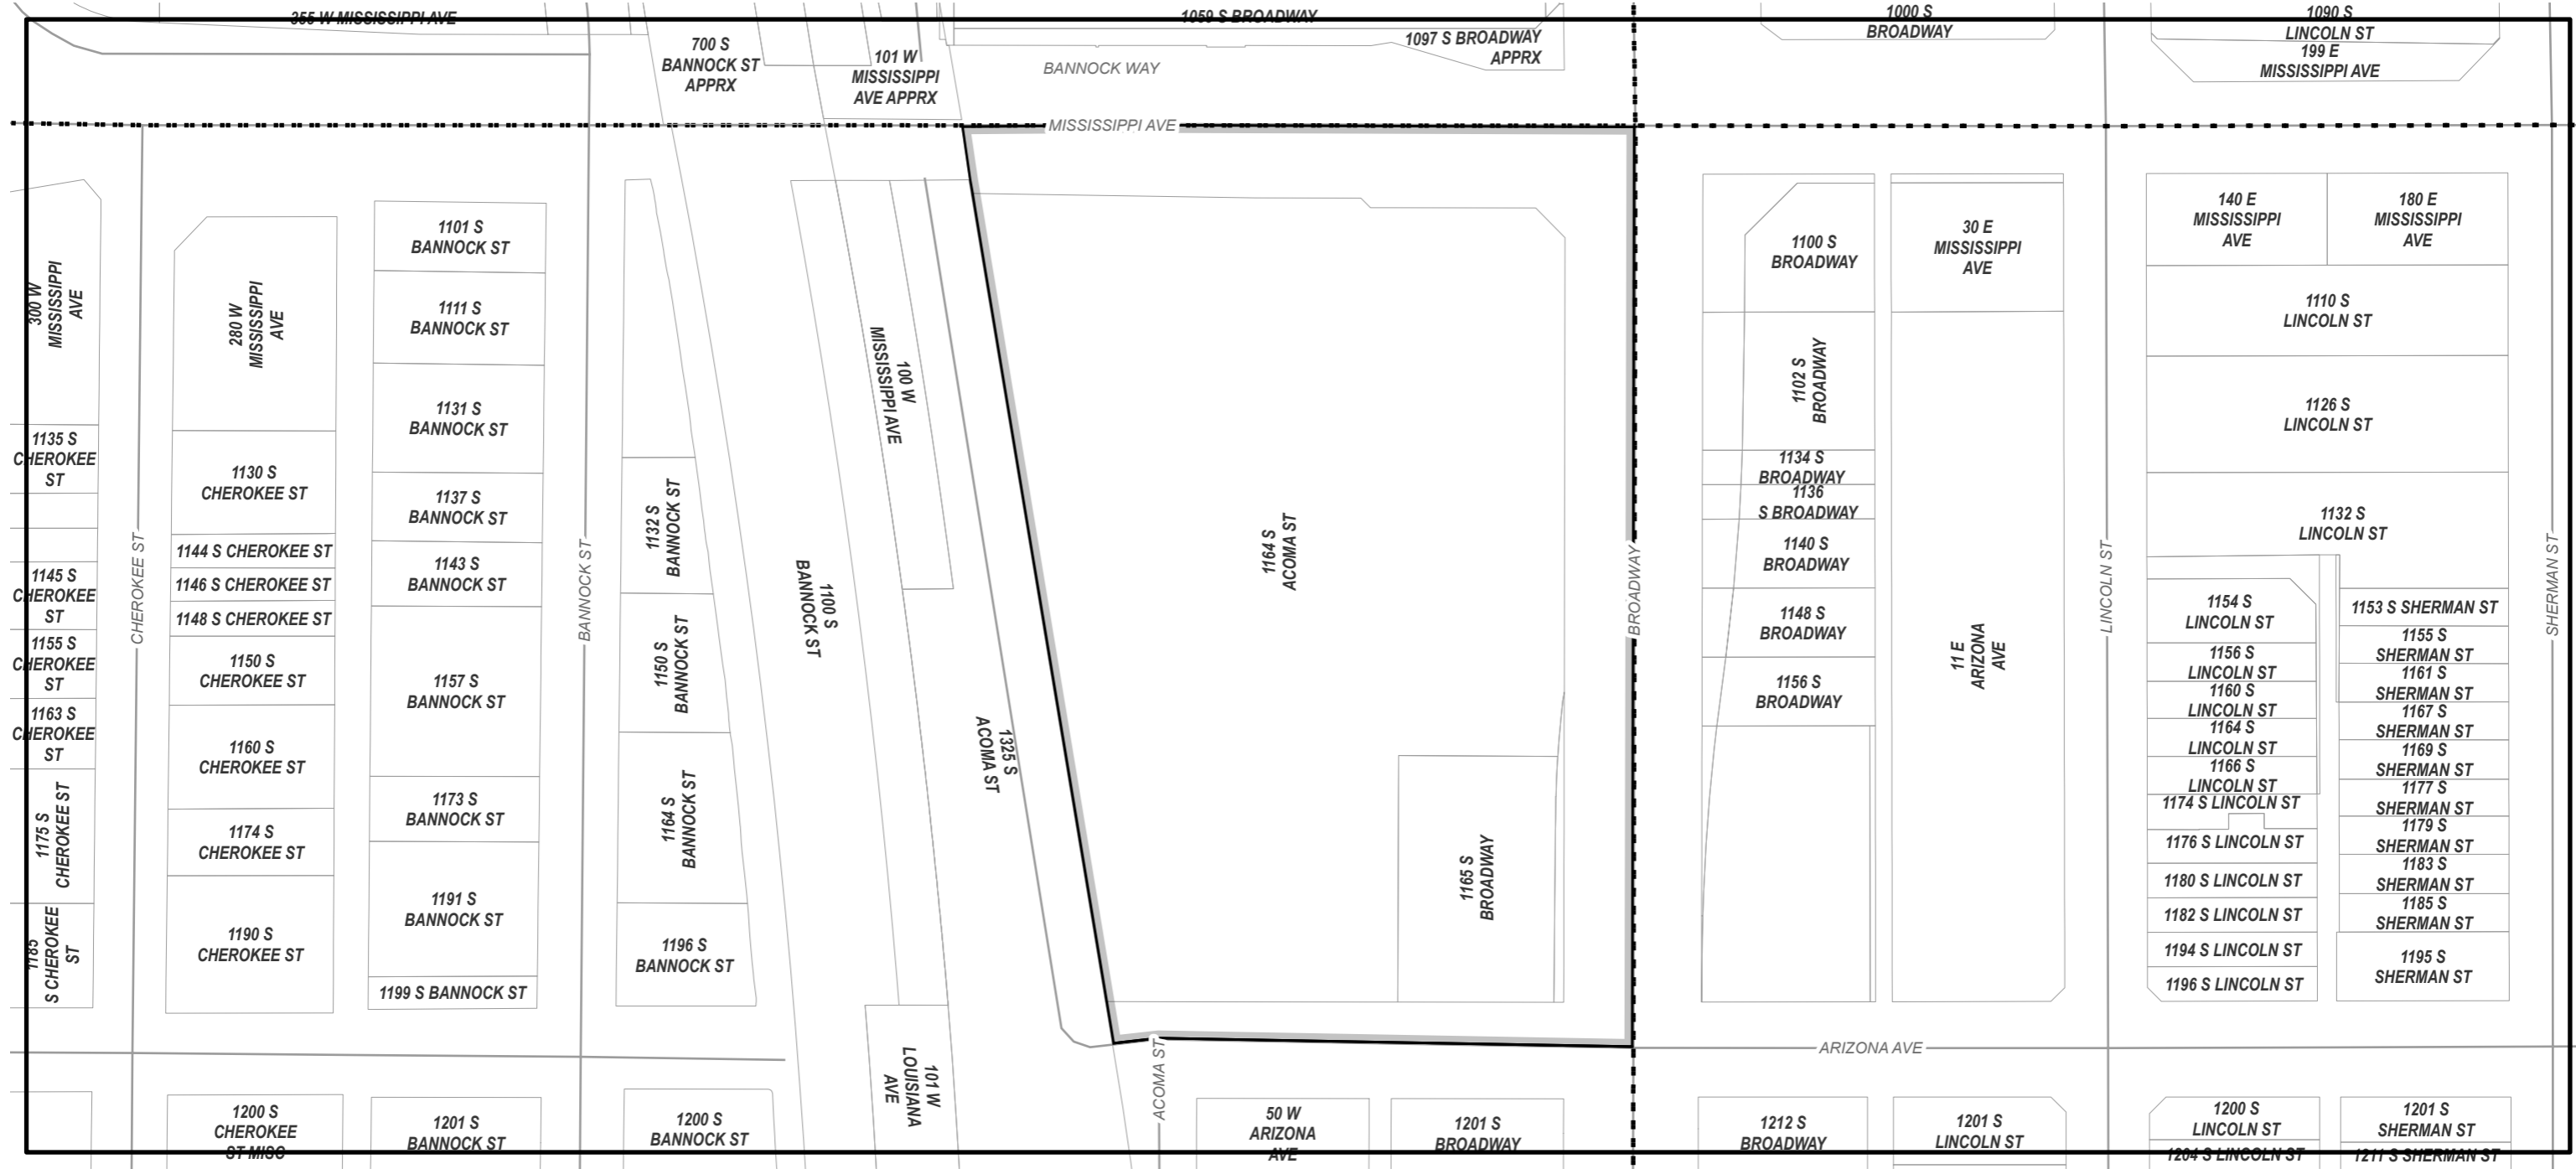 355 W MISSISSIPPI AVE
700 S
BANNOCK ST
APPRX
101 W
MISSISSIPPI
AVE APPRX
1059 S BROADWAY
1097 S BROADWAY
APPRX
BANNOCK WAY
1000 S
BROADWAY
1090 S
LINCOLN ST
199 E
MISSISSIPPI AVE
MISSISSIPPI AVE
300 W
MISSISSIPPI
AVE
1135 S
CHEROKEE
ST
1145 S
CHEROKEE
ST
1155 S
CHEROKEE
ST
1163 S
CHEROKEE
ST
1175 S
CHEROKEE ST
1185
S CHEROKEE
ST
CHEROKEE ST
280 W
MISSISSIPPI
AVE
1130 S
CHEROKEE ST
1144 S CHEROKEE ST
1146 S CHEROKEE ST
1148 S CHEROKEE ST
1150 S
CHEROKEE ST
1160 S
CHEROKEE ST
1174 S
CHEROKEE ST
1190 S
CHEROKEE ST
1101 S
BANNOCK ST
1111 S
BANNOCK ST
1131 S
BANNOCK ST
1137 S
BANNOCK ST
1143 S
BANNOCK ST
1157 S
BANNOCK ST
1173 S
BANNOCK ST
1191 S
BANNOCK ST
1199 S BANNOCK ST
BANNOCK ST
1132 S
BANNOCK ST
1150 S
BANNOCK ST
1164 S
BANNOCK ST
1196 S
BANNOCK ST
1100 S
BANNOCK ST
100 W
MISSISSIPPI AVE
1325 S
ACOMA ST
1164 S
ACOMA ST
1165 S
BROADWAY
BROADWAY
1100 S
BROADWAY
1102 S
BROADWAY
1134 S
BROADWAY
1136
S BROADWAY
1140 S
BROADWAY
1148 S
BROADWAY
1156 S
BROADWAY
30 E
MISSISSIPPI
AVE
11 E
ARIZONA
AVE
LINCOLN ST
140 E
MISSISSIPPI
AVE
180 E
MISSISSIPPI
AVE
1110 S
LINCOLN ST
1126 S
LINCOLN ST
1132 S
LINCOLN ST
1154 S
LINCOLN ST
1156 S
LINCOLN ST
1160 S
LINCOLN ST
1164 S
LINCOLN ST
1166 S
LINCOLN ST
1174 S LINCOLN ST
1176 S LINCOLN ST
1180 S LINCOLN ST
1182 S LINCOLN ST
1194 S LINCOLN ST
1196 S LINCOLN ST
1153 S SHERMAN ST
1155 S
SHERMAN ST
1161 S
SHERMAN ST
1167 S
SHERMAN ST
1169 S
SHERMAN ST
1177 S
SHERMAN ST
1179 S
SHERMAN ST
1183 S
SHERMAN ST
1185 S
SHERMAN ST
1195 S
SHERMAN ST
SHERMAN ST
ARIZONA AVE
ACOMA ST
1200 S
CHEROKEE
ST MISC
1201 S
BANNOCK ST
1200 S
BANNOCK ST
101 W
LOUISIANA
AVE
50 W
ARIZONA
AVE
1201 S
BROADWAY
1212 S
BROADWAY
1201 S
LINCOLN ST
1200 S
LINCOLN ST
1204 S LINCOLN ST
1201 S
SHERMAN ST
1211 S SHERMAN ST